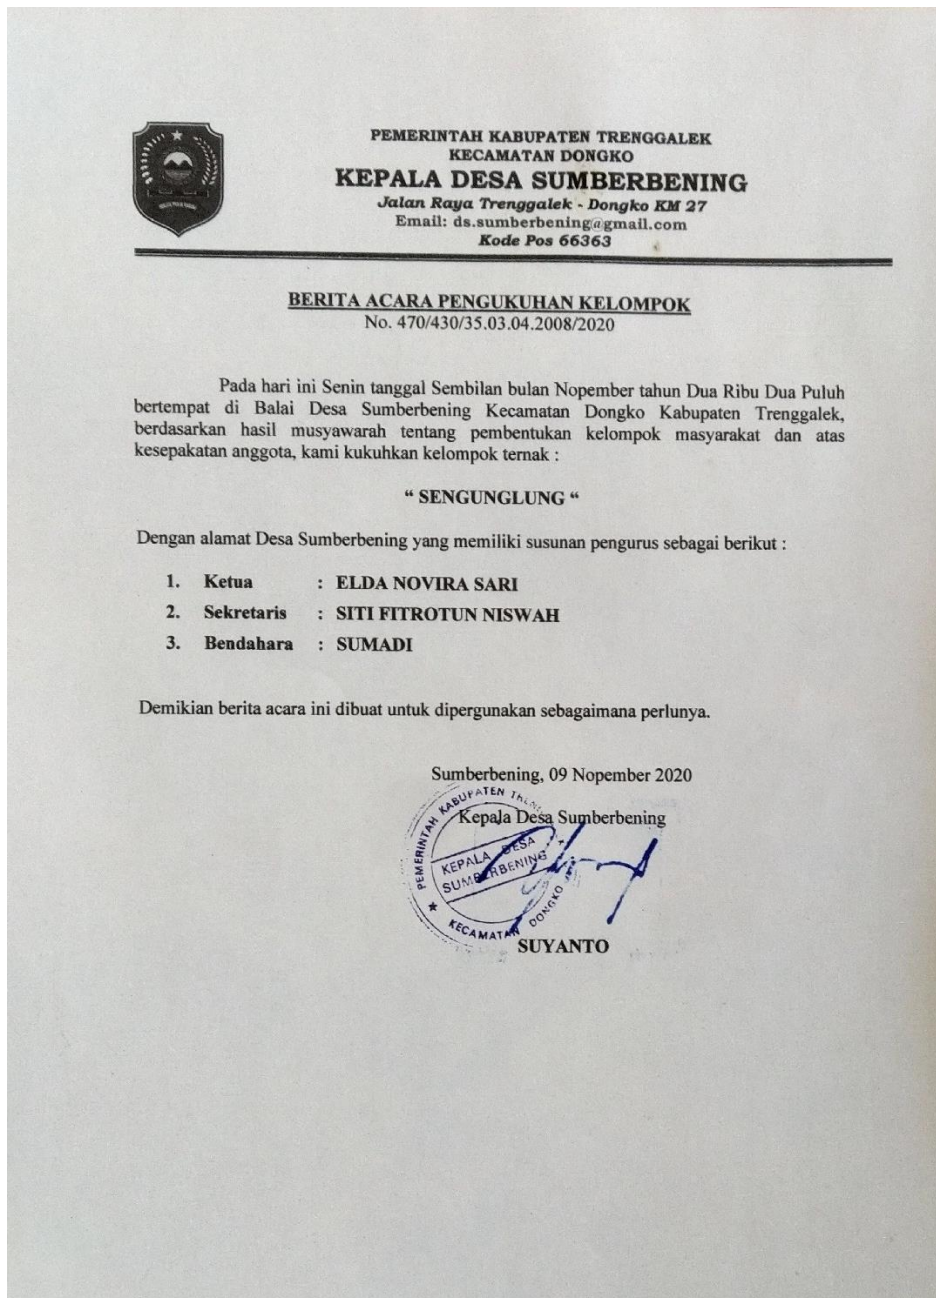 PEMERINTAH KABUPATEN TRENGGALEK
KECAMATAN DONGKO
KEPALA DESA SUMBERBENING
Jalan Raya Trenggalek - Dongko KM 27
Email: ds.sumberbening@gmail.com
Kode Pos 66363
BERITA ACARA PENGUKUHAN KELOMPOK
No. 470/430/35.03.04.2008/2020
Pada hari ini Senin tanggal Sembilan bulan Nopember tahun Dua Ribu Dua Puluh
bertempat di Balai Desa Sumberbening Kecamatan Dongko Kabupaten Trenggalek,
berdasarkan hasil musyawarah tentang pembentukan kelompok masyarakat dan atas
kesepakatan anggota, kami kukuhkan kelompok ternak :
“ SENGUNGLUNG “
Dengan alamat Desa Sumberbening yang memiliki susunan pengurus sebagai berikut :
1. Ketua : ELDA NOVIRA SARI
2. Sekretaris : SITI FITROTUN NISWAH
3. Bendahara : SUMADI
Demikian berita acara ini dibuat untuk dipergunakan sebagaimana perlunya.
Sumberbening, 09 Nopember 2020
Kepala Desa Sumberbening
PEMERINTAH KABUPATEN
KEPALA DESA
SUMBERBENING
KECAMATAN DONGKO
SUYANTO